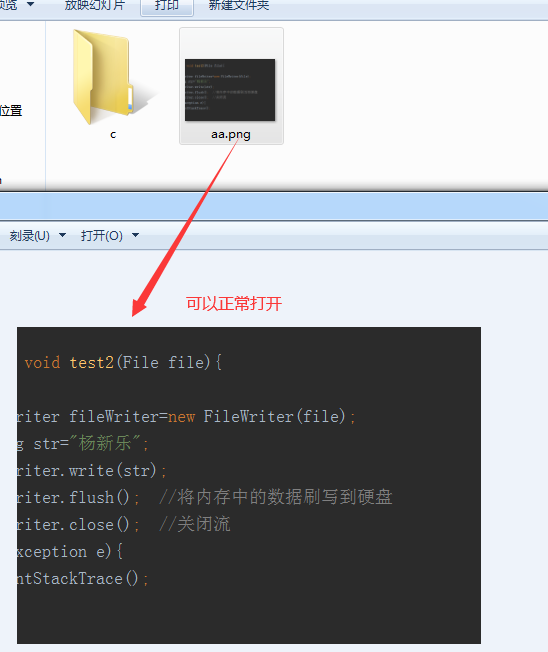 放映幻灯片 打印 新建文件夹
位置
c
aa.png
刻录(U) 打开(O)
可以正常打开
void test2(File file){
riter fileWriter=new FileWriter(file);
g str="杨新乐";
riter.write(str);
riter.flush(); //将内存中的数据刷写到硬盘
riter.close(); //关闭流
xception e){
ntStackTrace();